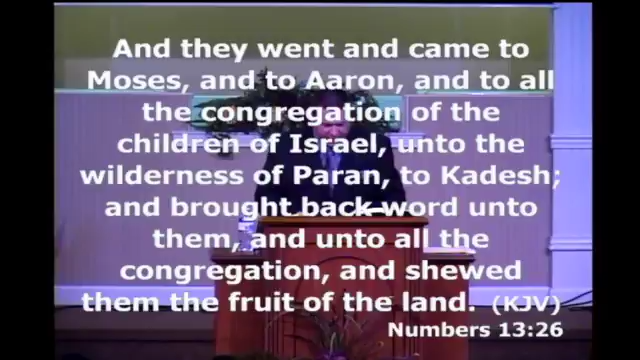 And they went and came to
Moses, and to Aaron, and to all
the congregation of the
children of Israel, unto the
wilderness of Paran, to Kadesh;
and brought back word unto
them, and unto all the
congregation, and shewed
them the fruit of the land. (KJV)
Numbers 13:26